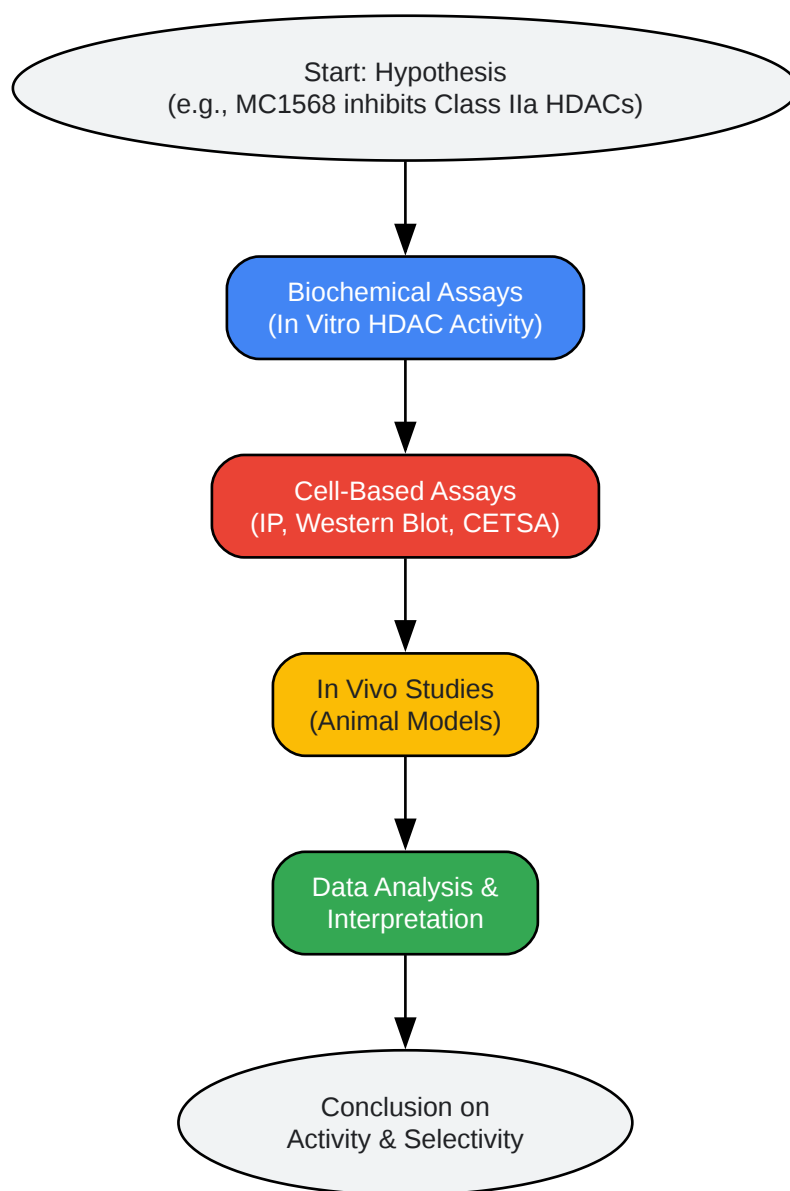 Start: Hypothesis
(e.g., MC1568 inhibits Class IIa HDACs)
Biochemical Assays
(In Vitro HDAC Activity)
Cell-Based Assays
(IP, Western Blot, CETSA)
In Vivo Studies
(Animal Models)
Data Analysis &
Interpretation
Conclusion on
Activity & Selectivity